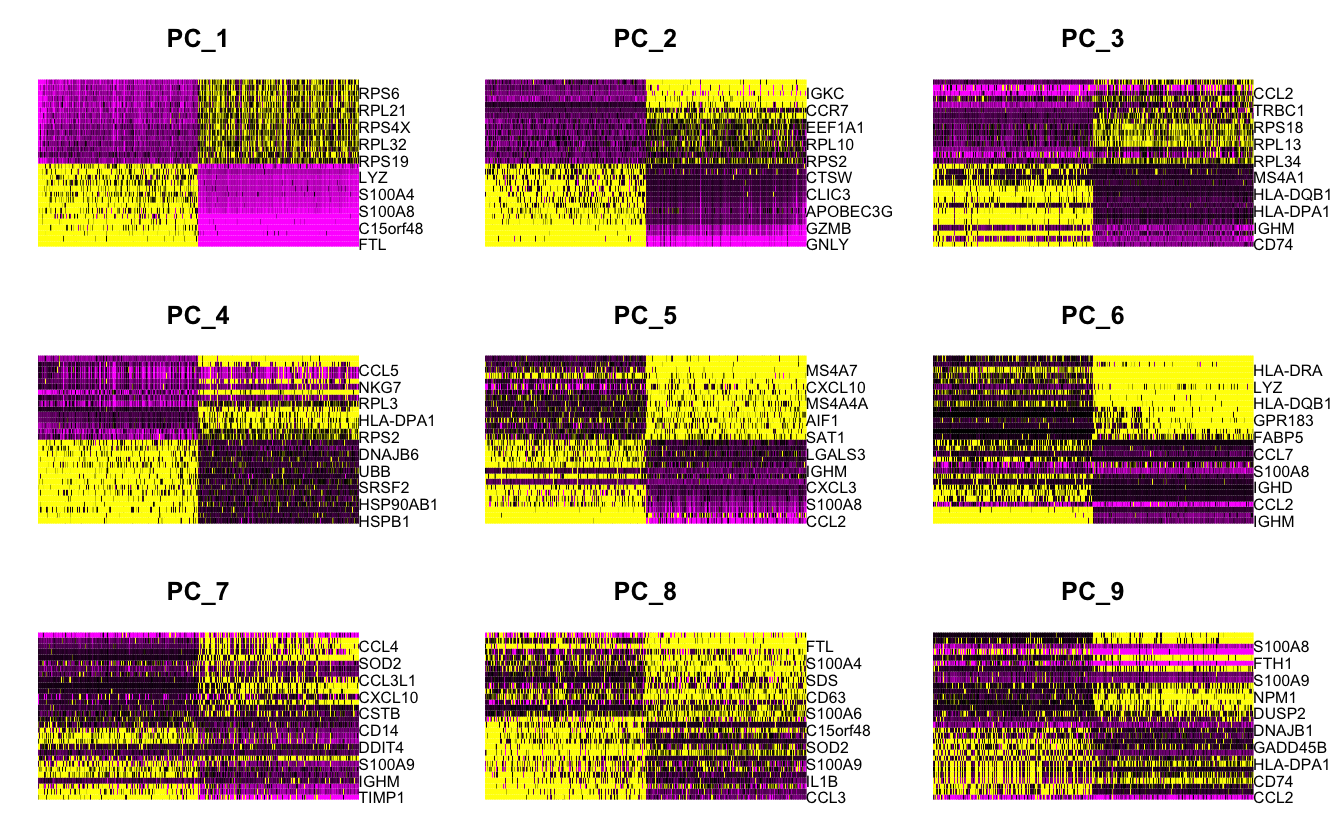 PC_1
RPS6
RPL21
RPS4X
RPL32
RPS19
LYZ
S100A4
S100A8
C15orf48
FTL
PC_2
IGKC
CCR7
EEF1A1
RPL10
RPS2
CTSW
CLIC3
APOBEC3G
GZMB
GNLY
PC_3
CCL2
TRBC1
RPS18
RPL13
RPL34
MS4A1
HLA-DQB1
HLA-DPA1
IGHM
CD74
PC_4
CCL5
NKG7
RPL3
HLA-DPA1
RPS2
DNAJB6
UBB
SRSF2
HSP90AB1
HSPB1
PC_5
MS4A7
CXCL10
MS4A4A
AIF1
SAT1
LGALS3
IGHM
CXCL3
S100A8
CCL2
PC_6
HLA-DRA
LYZ
HLA-DQB1
GPR183
FABP5
CCL7
S100A8
IGHD
CCL2
IGHM
PC_7
CCL4
SOD2
CCL3L1
CXCL10
CSTB
CD14
DDIT4
S100A9
IGHM
TIMP1
PC_8
FTL
S100A4
SDS
CD63
S100A6
C15orf48
SOD2
S100A9
IL1B
CCL3
PC_9
S100A8
FTH1
S100A9
NPM1
DUSP2
DNAJB1
GADD45B
HLA-DPA1
CD74
CCL2